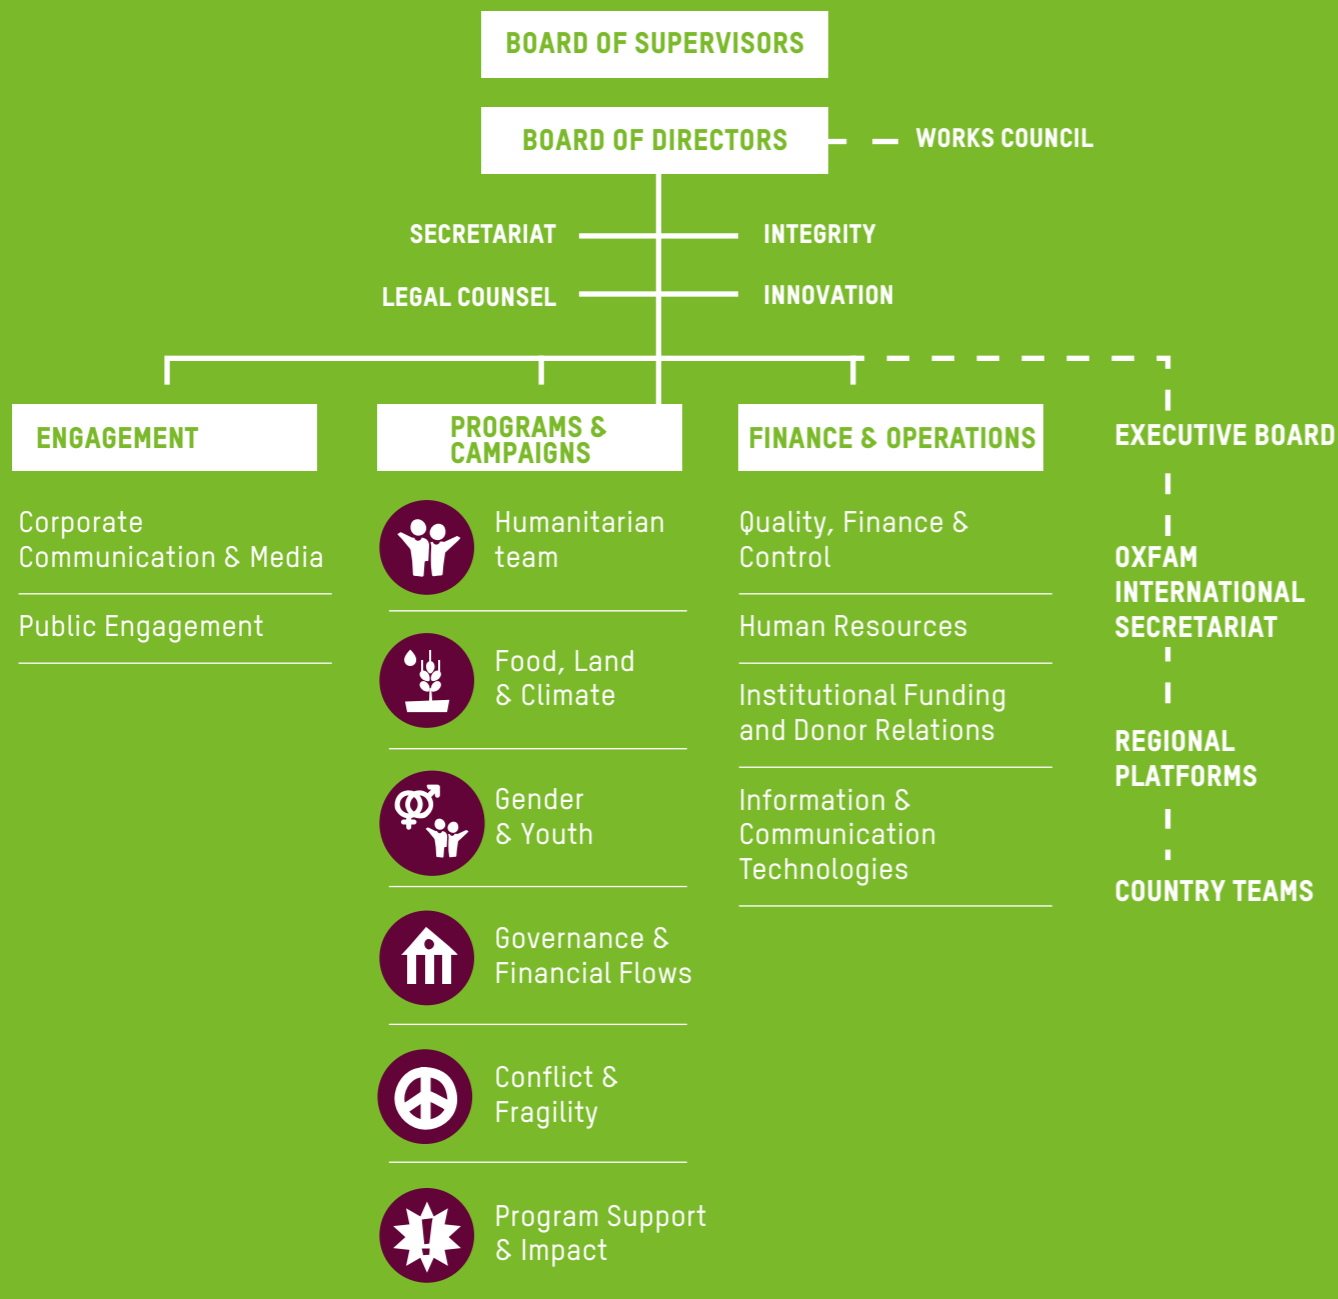 BOARD OF SUPERVISORS
BOARD OF DIRECTORS
WORKS COUNCIL
SECRETARIAT
INTEGRITY
LEGAL COUNSEL
INNOVATION
ENGAGEMENT
Corporate
Communication & Media
Public Engagement
PROGRAMS &
CAMPAIGNS
Humanitarian
team
Food, Land
& Climate
Gender
& Youth
Governance &
Financial Flows
Conflict &
Fragility
Program Support
& Impact
FINANCE & OPERATIONS
Quality, Finance &
Control
Human Resources
Institutional Funding
and Donor Relations
Information &
Communication
Technologies
EXECUTIVE BOARD
OXFAM
INTERNATIONAL
SECRETARIAT
REGIONAL
PLATFORMS
COUNTRY TEAMS